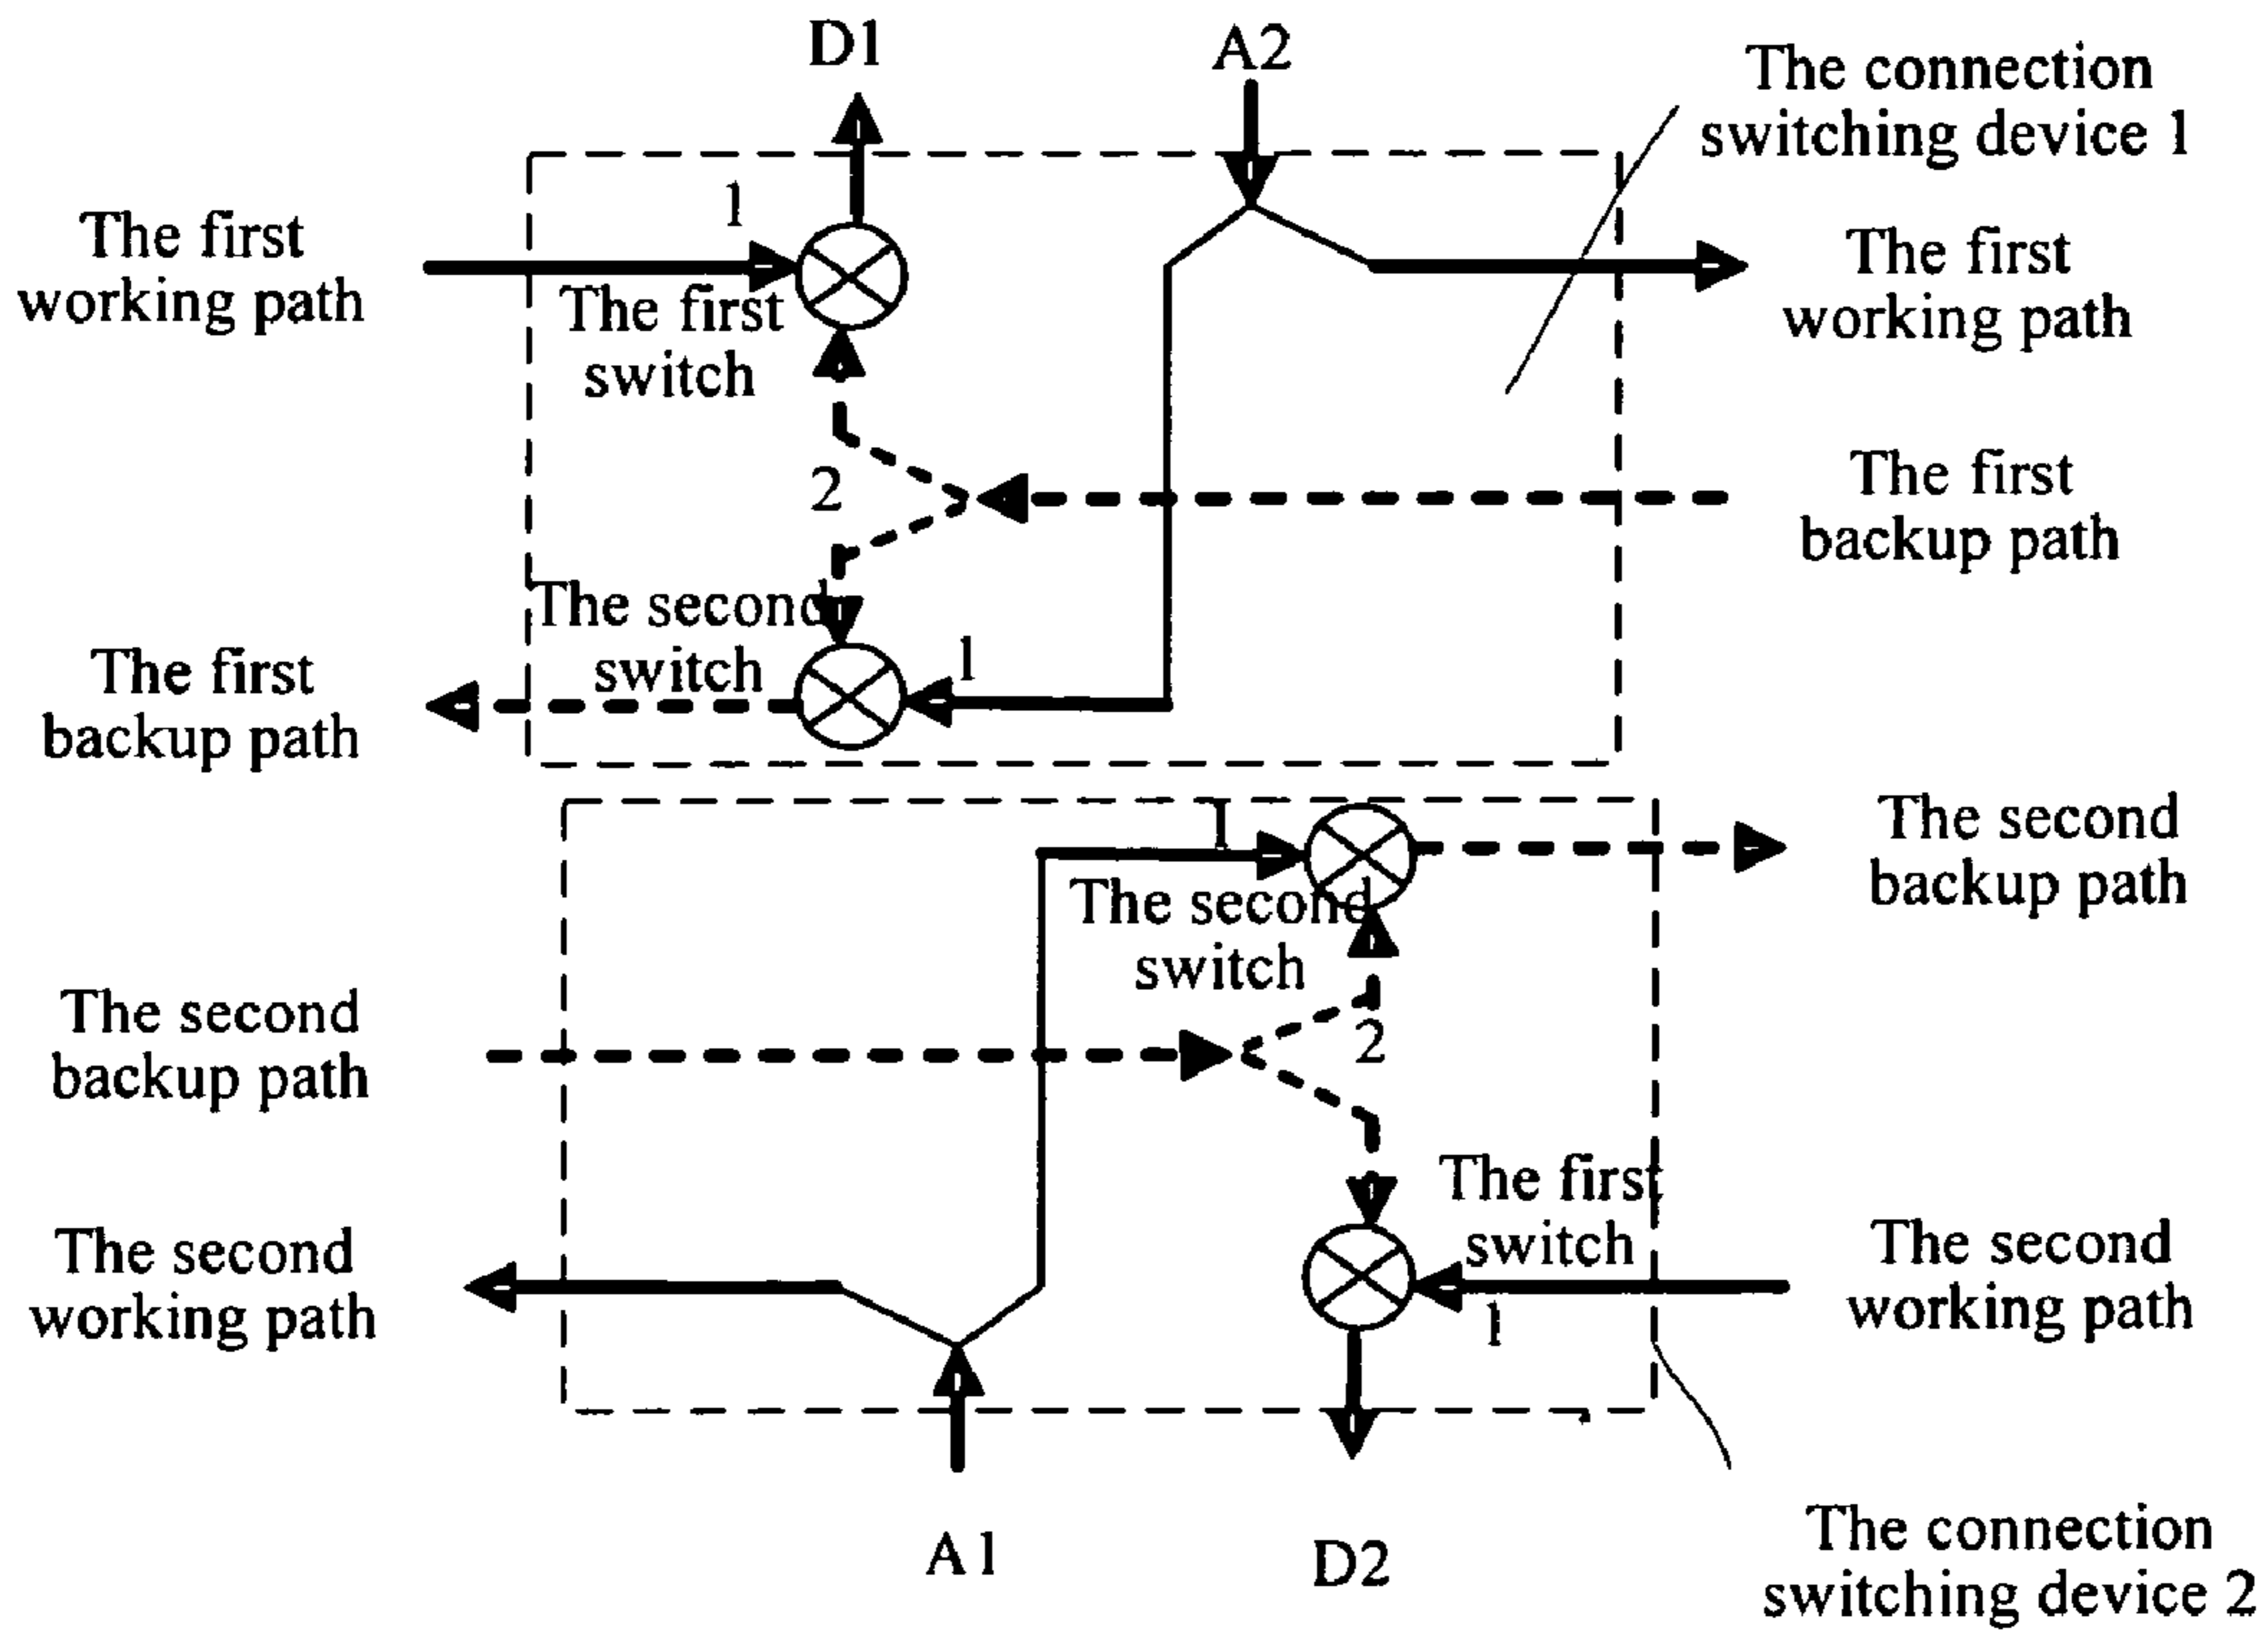 D1
A2
The connection
switching device 1
1
The first
working path
The first
switch
The first
working path
2
The first
backup path
The second
switch
1
The first
backup path
1
The second
backup path
The second
switch
The second
backup path
2
The first
switch
The second
working path
1
The second
working path
A1
D2
The connection
switching device 2